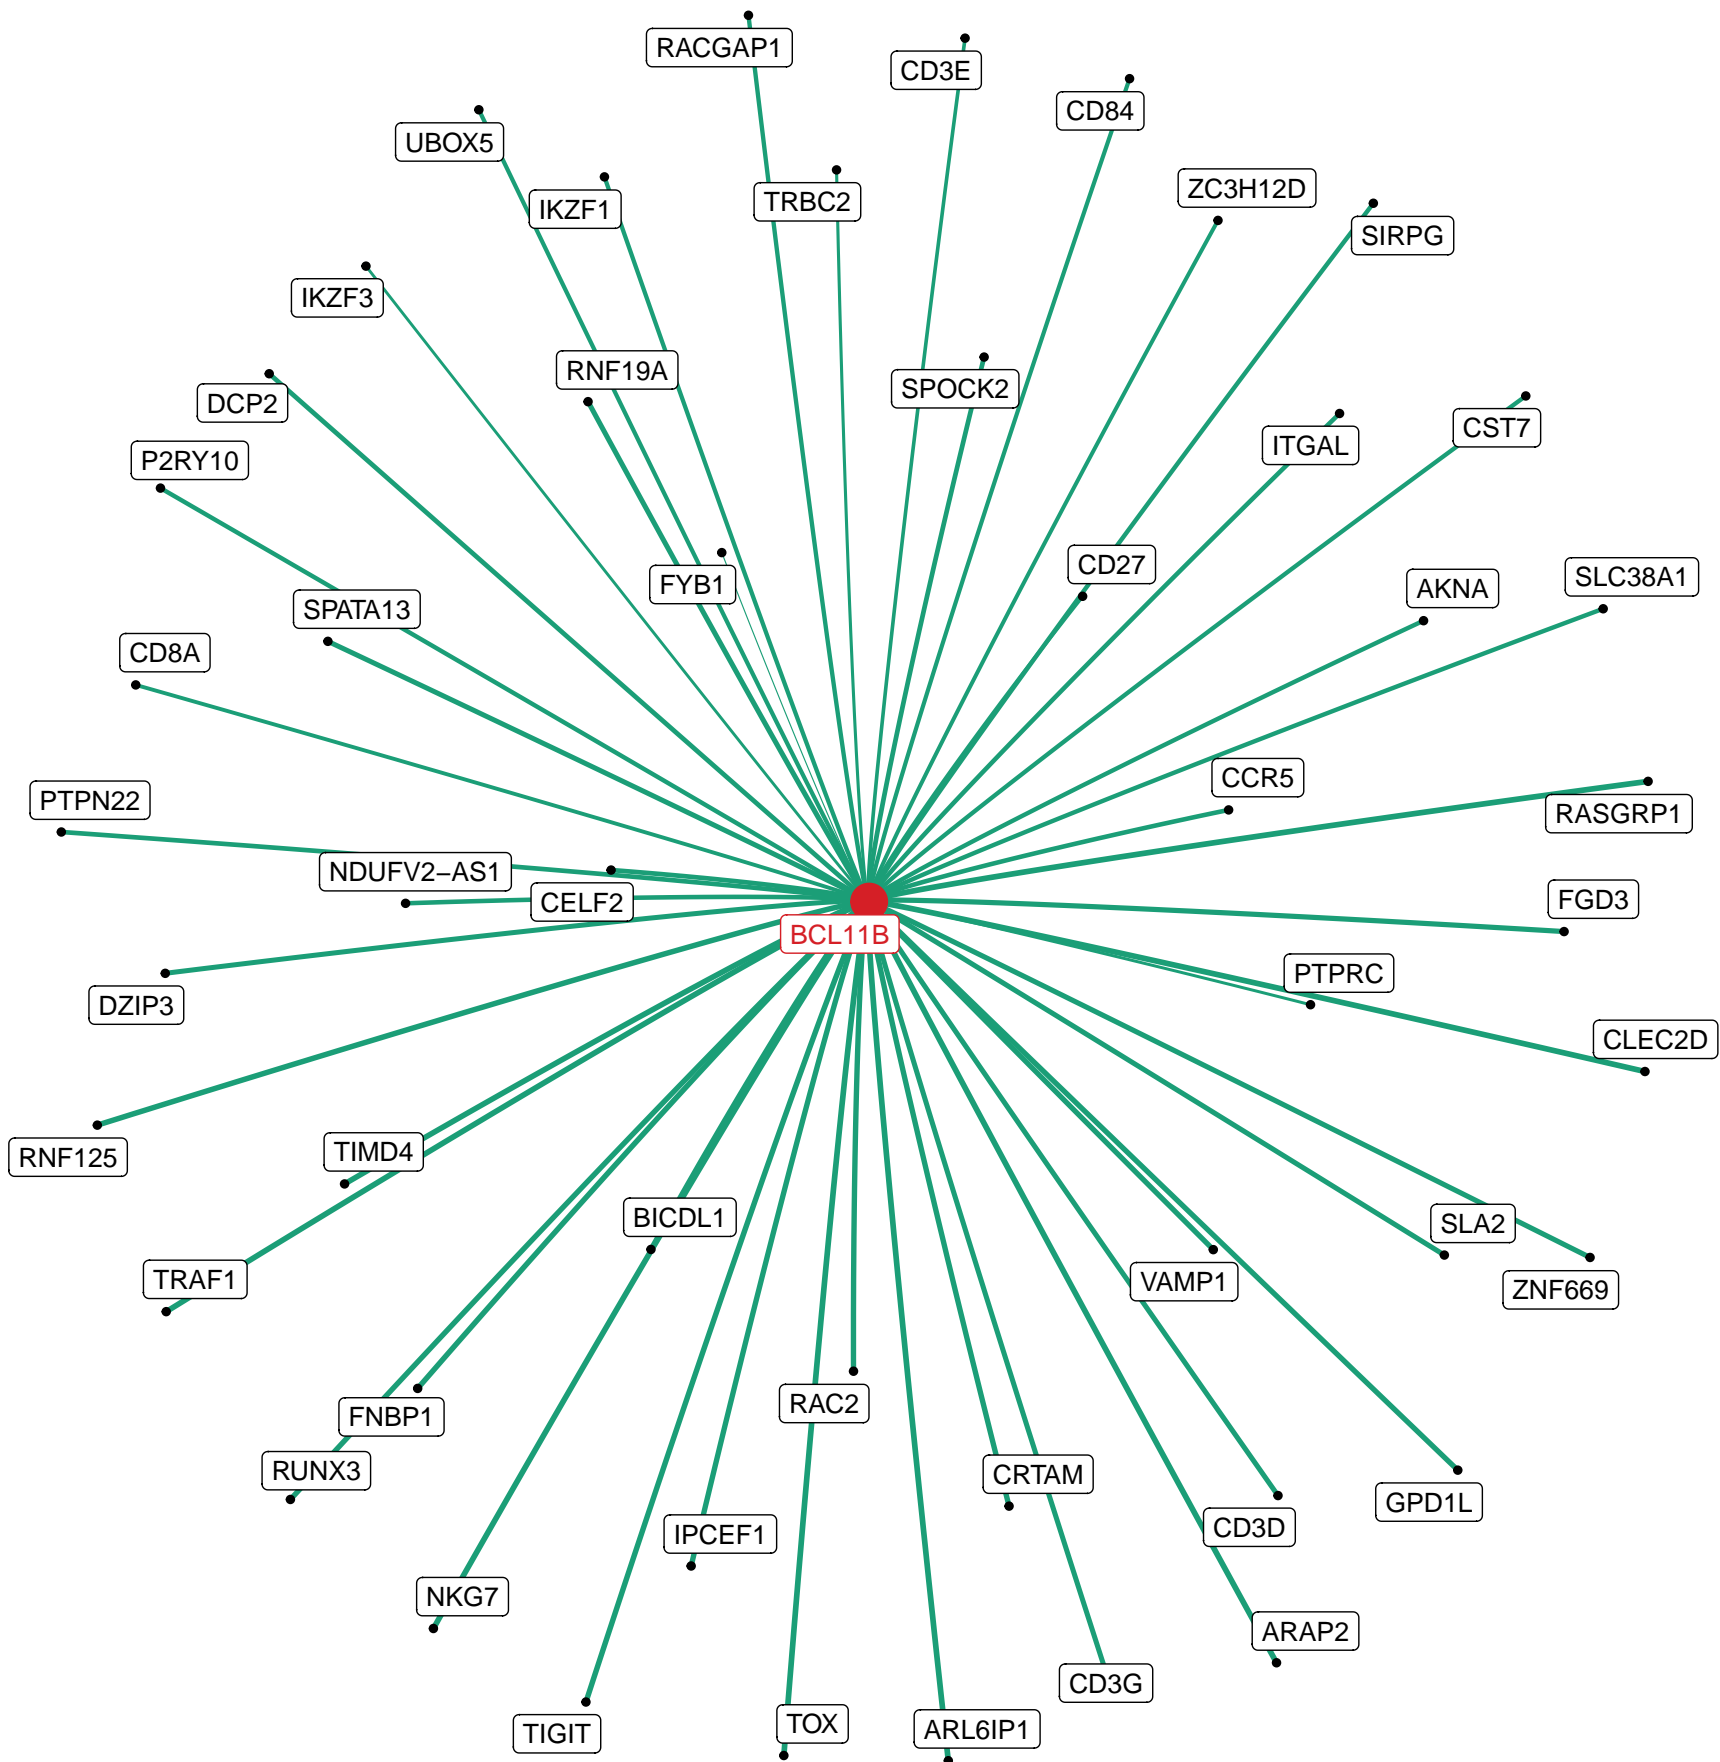 RACGAP1
CD3E
CD84
UBOX5
ZC3H12D
TRBC2
IKZF1
SIRPG
IKZF3
RNF19A
SPOCK2
DCP2
CST7
ITGAL
P2RY10
CD27
SLC38A1
FYB1
AKNA
SPATA13
CD8A
CCR5
PTPN22
RASGRP1
NDUFV2−AS1
FGD3
CELF2
BCL11B
PTPRC
DZIP3
CLEC2D
TIMD4
RNF125
BICDL1
SLA2
TRAF1
VAMP1
ZNF669
RAC2
FNBP1
RUNX3
CRTAM
GPD1L
CD3D
IPCEF1
NKG7
ARAP2
CD3G
TOX
ARL6IP1
TIGIT